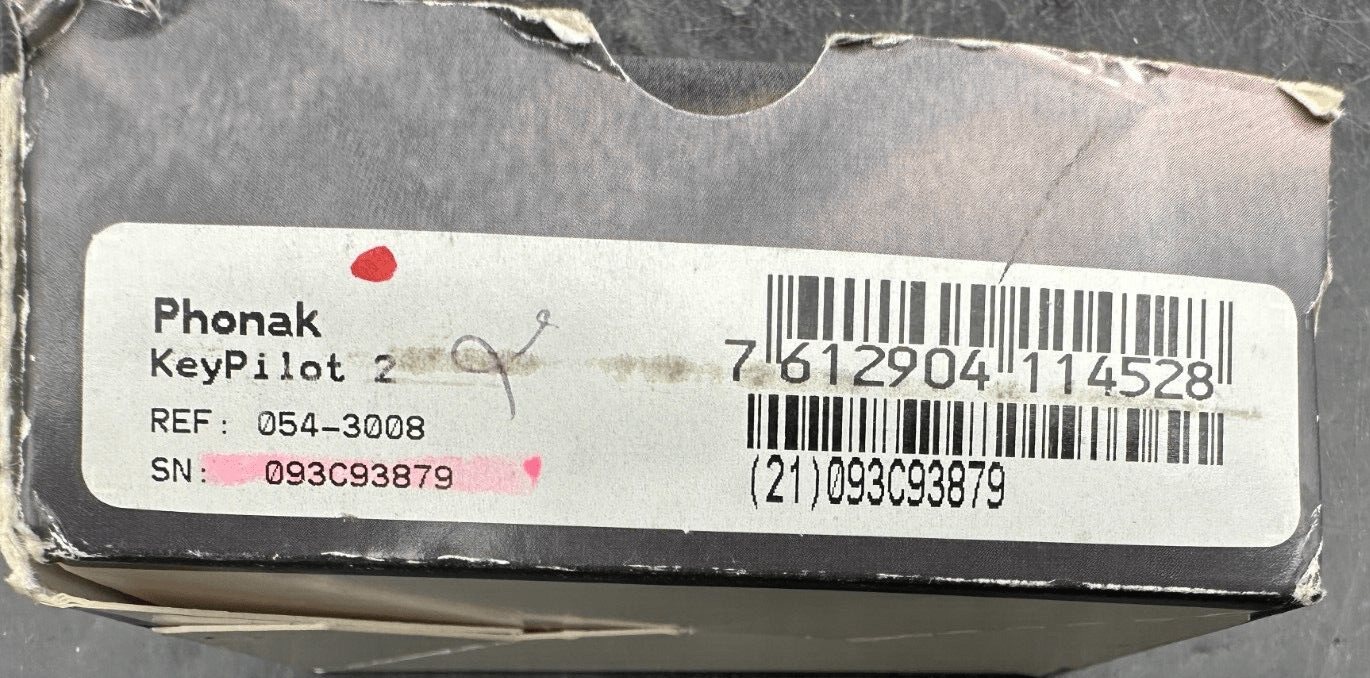 Phonak
KeyPilot 2
REF: 054-3008
SN: 093C93879
7 612904 114528
(21)093C93879